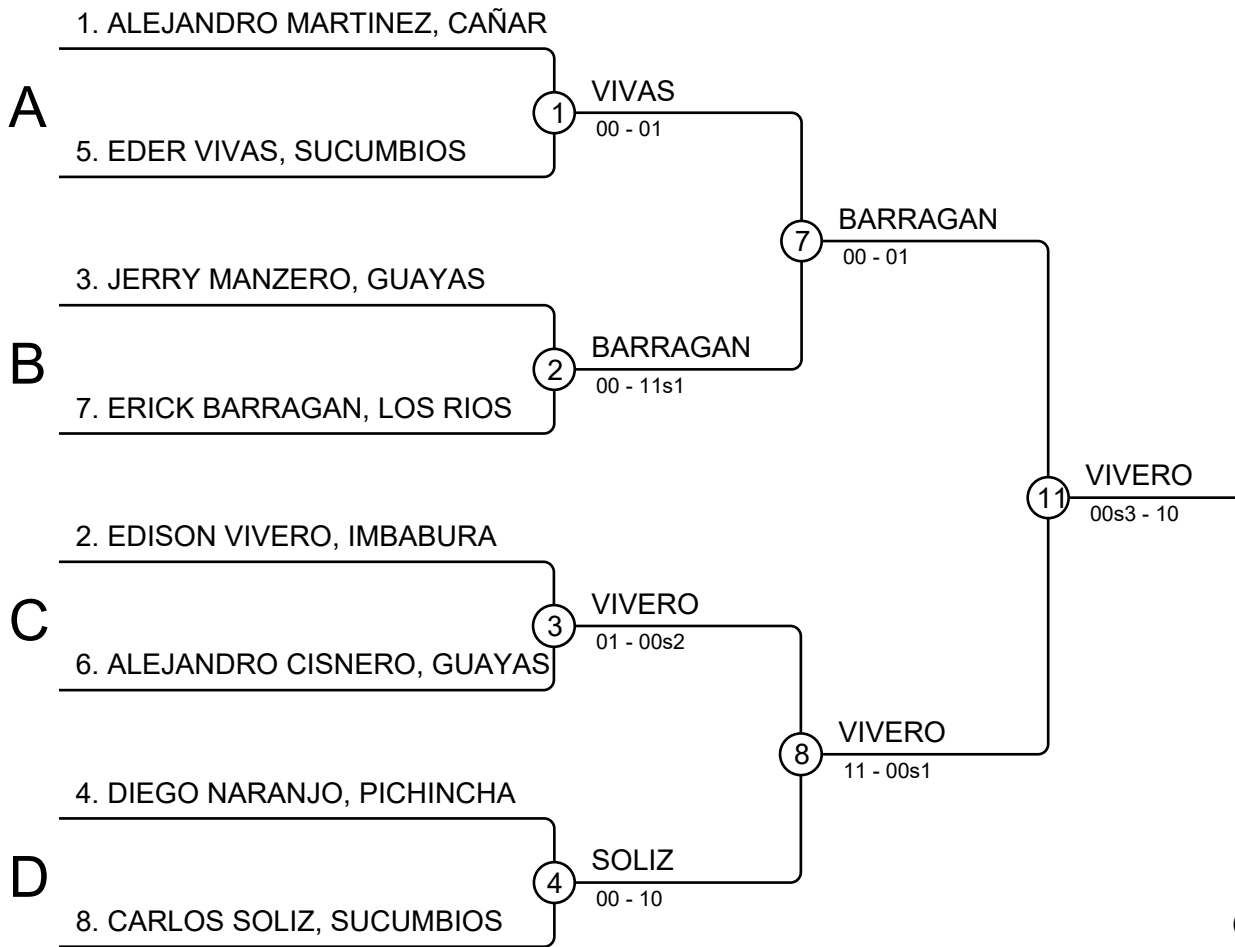 1. ALEJANDRO MARTINEZ, CAÑAR
A
1
VIVAS
00 - 01
5. EDER VIVAS, SUCUMBIOS
7
BARRAGAN
00 - 01
3. JERRY MANZERO, GUAYAS
B
2
BARRAGAN
00 - 11s1
7. ERICK BARRAGAN, LOS RIOS
11
VIVERO
00s3 - 10
2. EDISON VIVERO, IMBABURA
C
3
VIVERO
01 - 00s2
6. ALEJANDRO CISNERO, GUAYAS
8
VIVERO
11 - 00s1
4. DIEGO NARANJO, PICHINCHA
D
4
SOLIZ
00 - 10
8. CARLOS SOLIZ, SUCUMBIOS